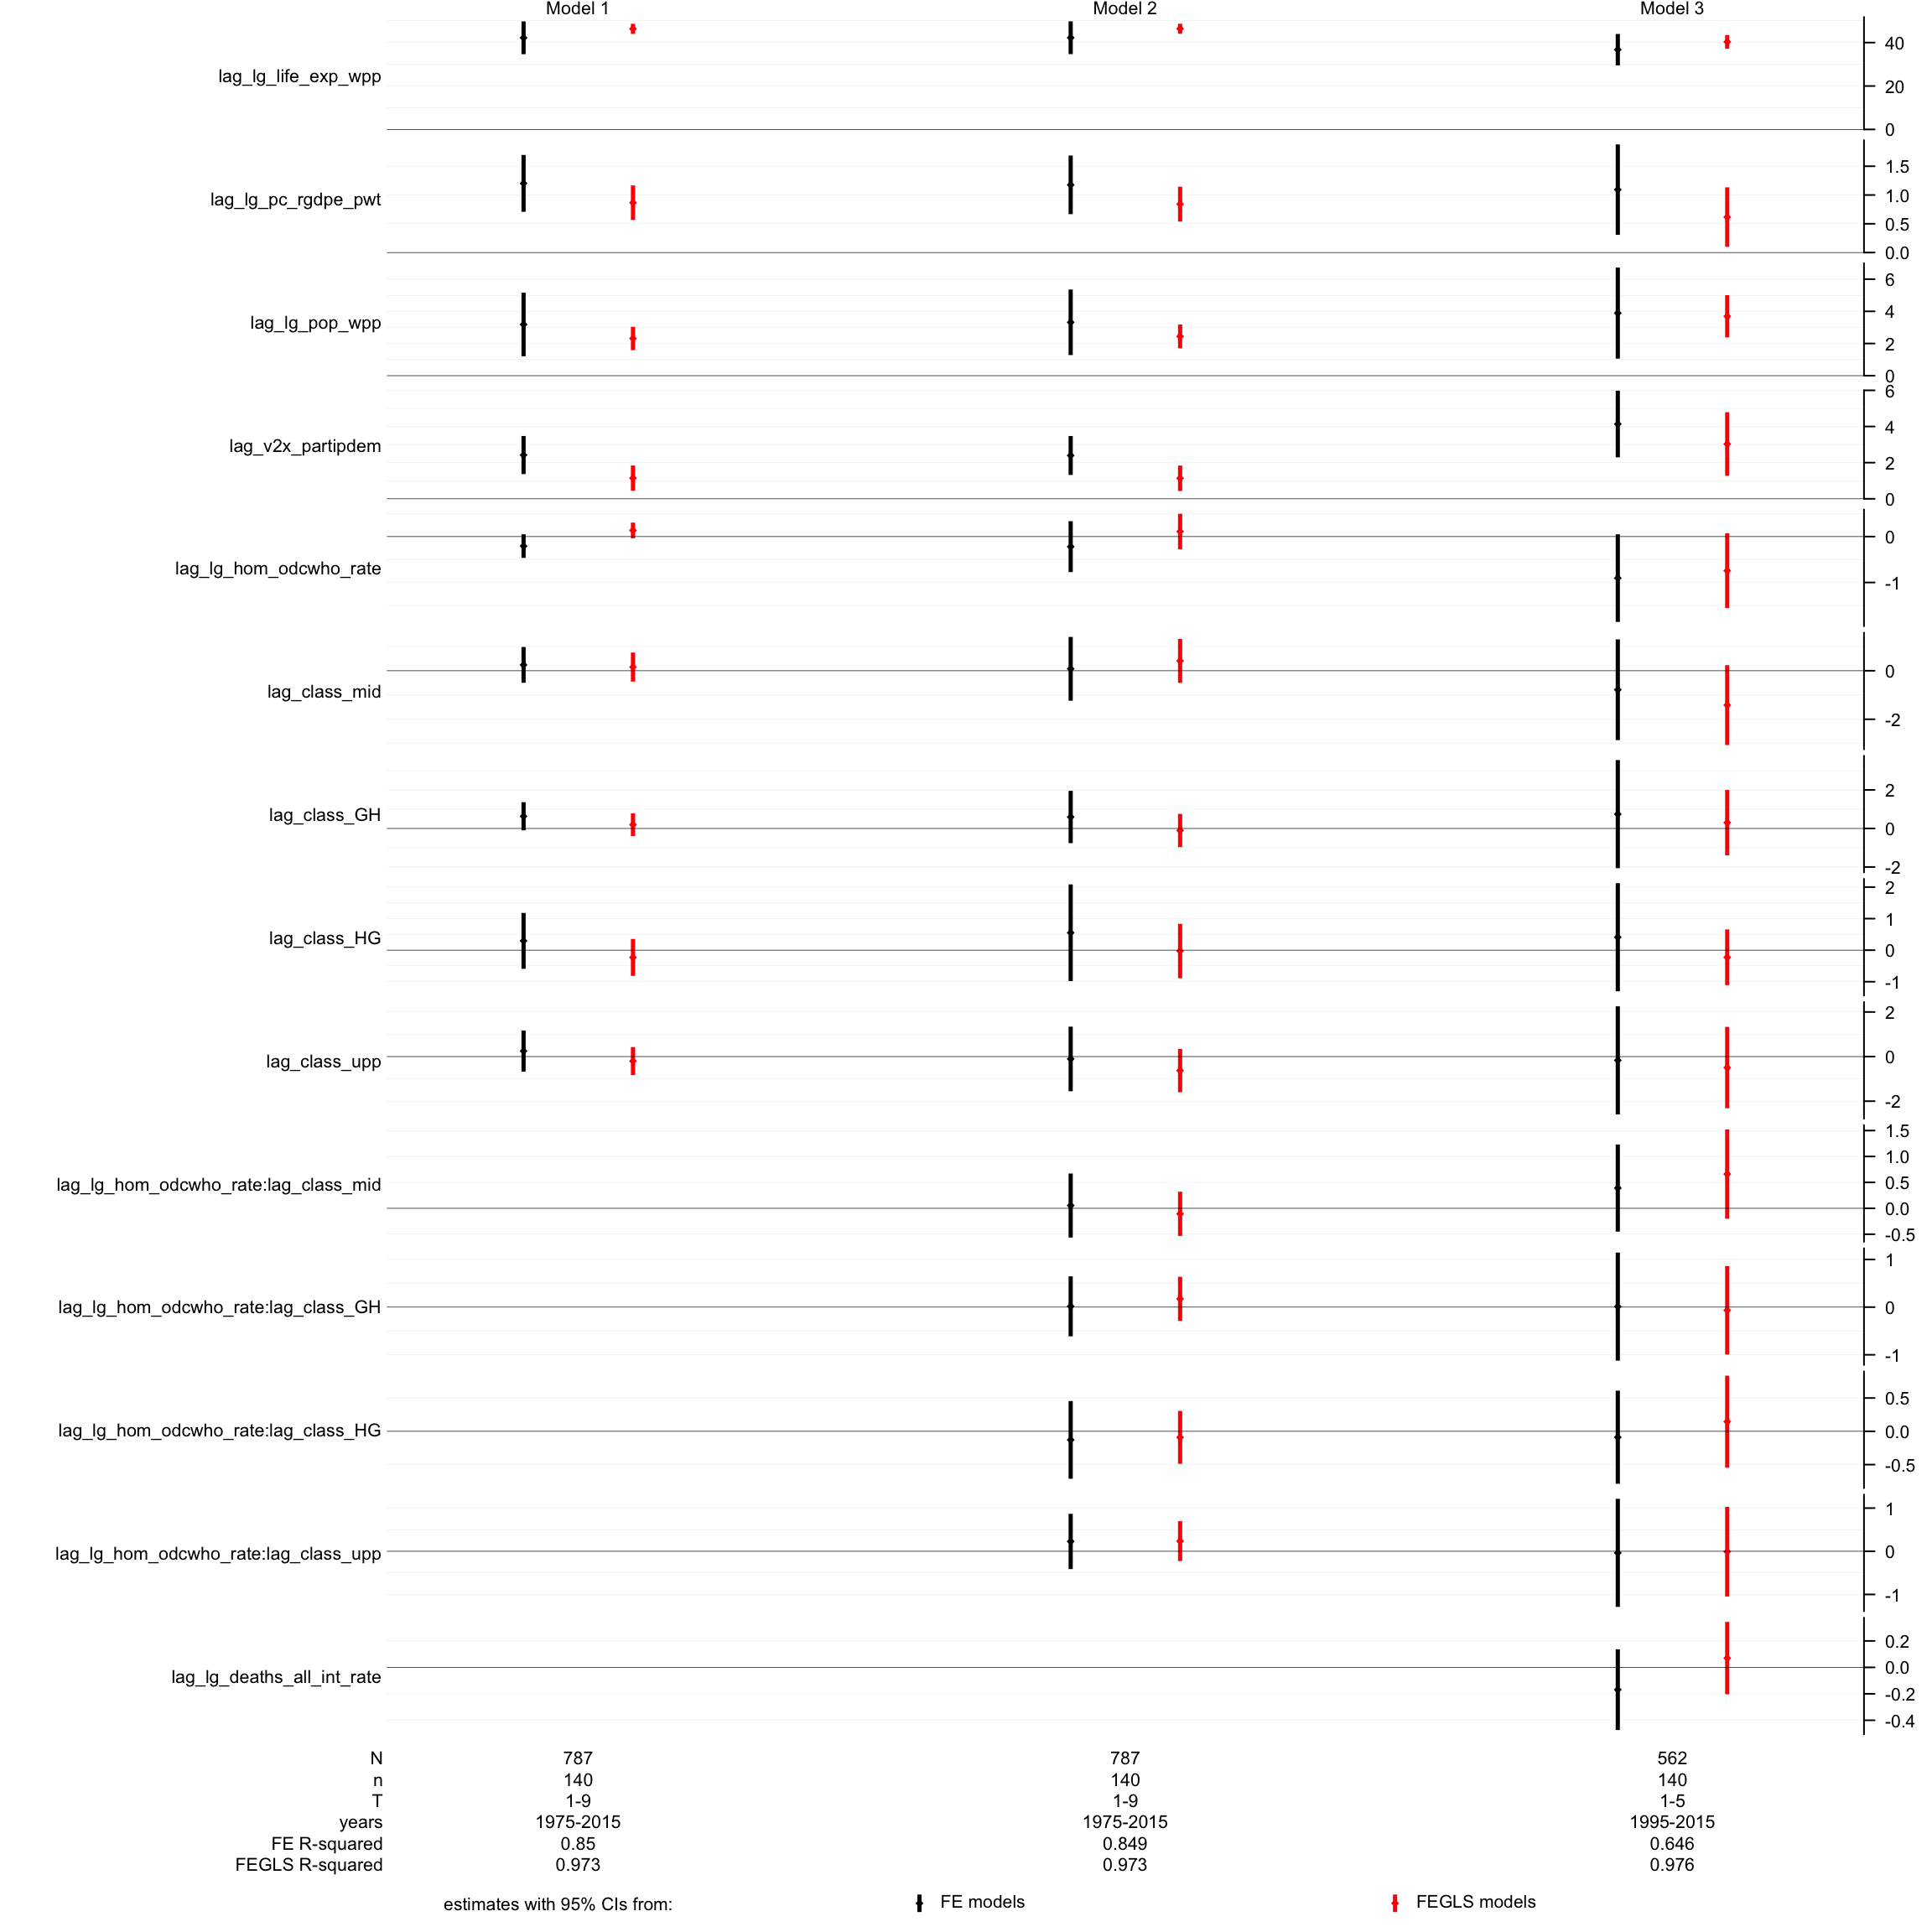 Model 1 Model 2 Model 3
lag_lg_life_exp_wpp
40
20
0
lag_lg_pc_rgdpe_pwt
1.5
1.0
0.5
0.0
lag_lg_pop_wpp
6
4
2
0
lag_v2x_partipdem
6
4
2
0
lag_lg_hom_odcwho_rate
0
-1
lag_class_mid
0
-2
lag_class_GH
2
0
-2
lag_class_HG
2
1
0
-1
lag_class_upp
2
0
-2
lag_lg_hom_odcwho_rate:lag_class_mid
1.5
1.0
0.5
0.0
-0.5
lag_lg_hom_odcwho_rate:lag_class_GH
1
0
-1
lag_lg_hom_odcwho_rate:lag_class_HG
0.5
0.0
-0.5
lag_lg_hom_odcwho_rate:lag_class_upp
1
0
-1
lag_lg_deaths_all_int_rate
0.2
0.0
-0.2
-0.4
N 787 787 562
n 140 140 140
T 1-9 1-9 1-5
years 1975-2015 1975-2015 1995-2015
FE R-squared 0.85 0.849 0.646
FEGLS R-squared 0.973 0.973 0.976
estimates with 95% CIs from: FE models FEGLS models